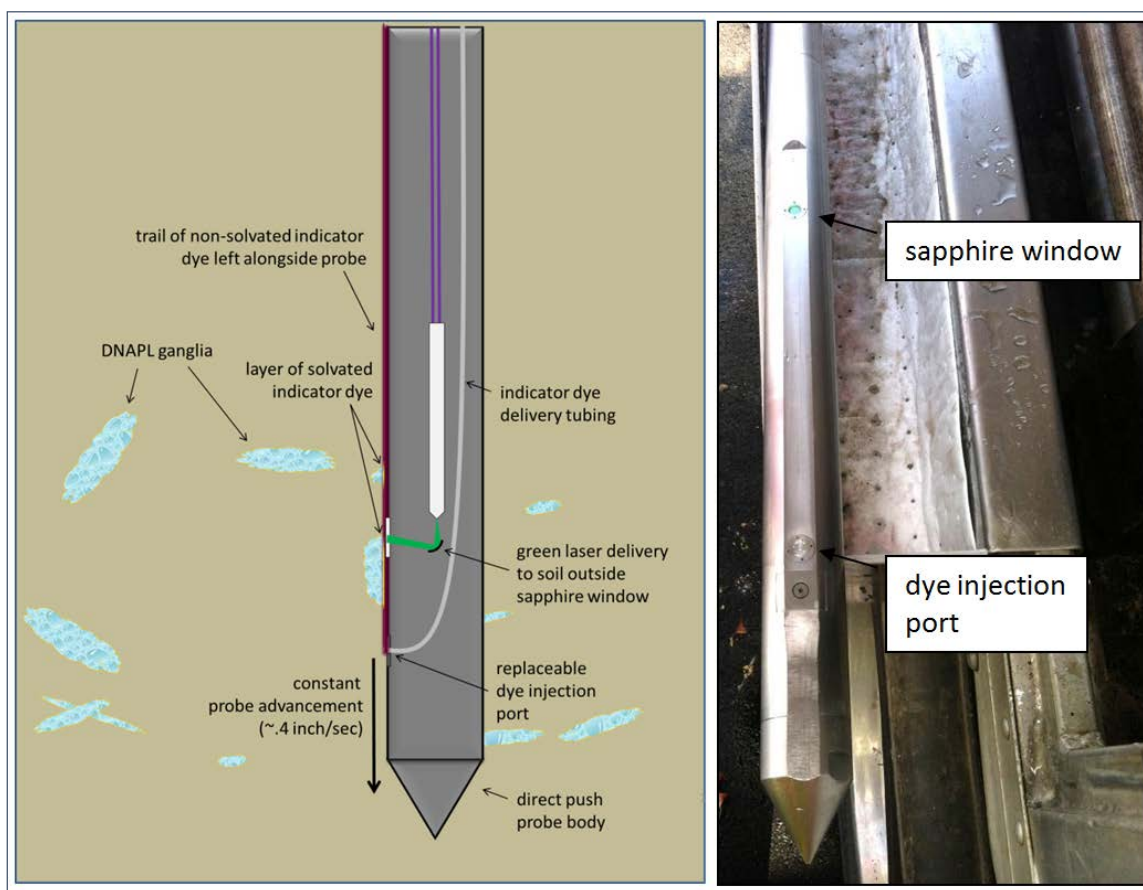 trail of non-solvated indicator
dye left alongside probe
DNAPL ganglia
layer of solvated
indicator dye
indicator dye
delivery tubing
green laser delivery
to soil outside
sapphire window
replaceable
dye injection
port
constant
probe advancement
(~.4 inch/sec)
direct push
probe body
sapphire window
dye injection
port